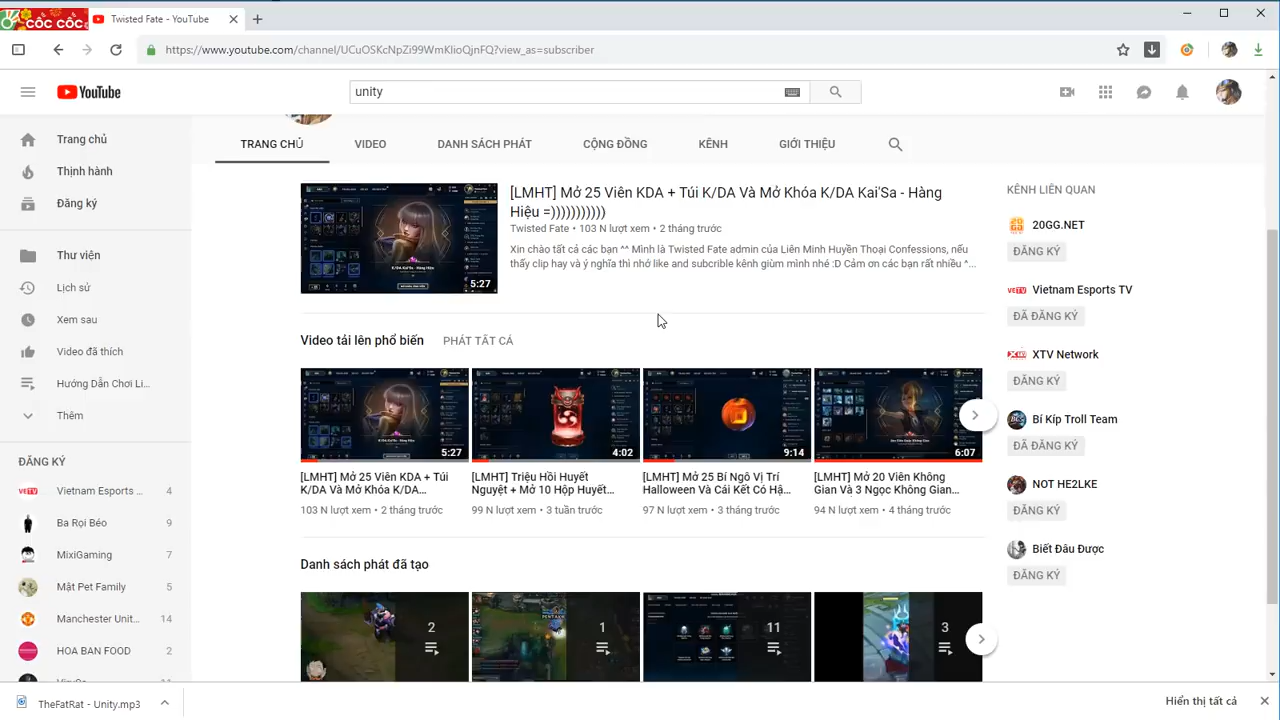 CỐC CỐC
Twisted Fate - YouTube
https://www.youtube.com/channel/UCuOSKcNpZi99WmKIioQjnFQ?view_as=subscriber
YouTube
unity
TRANG CHỦ
VIDEO
DANH SÁCH PHÁT
CỘNG ĐỒNG
KÊNH
GIỚI THIỆU
Trang chủ
Thịnh hành
Đăng ký
Thư viện
Lịch sử
Xem sau
Video đã thích
Hướng Dẫn Chơi Li...
Thêm
ĐĂNG KÝ
Vietnam Esports ... 4
Ba Rọi Béo 9
MixiGaming 7
Mật Pet Family 5
Manchester Unit... 14
HOA BAN FOOD 2
5:27
[LMHT] Mở 25 Viên KDA + Túi K/DA Và Mở Khóa K/DA Kai'Sa - Hàng
Hiệu =)))))))))))
Twisted Fate • 103 N lượt xem • 2 tháng trước
Xin chào tất cả các bạn ^^ Mình là Twisted Fate admin của Liên Minh Huyền Thoại Confessions, nếu
thấy clip hay và ý nghĩa thì nhớ like and subcrible kênh giùm mình nhé :D Cảm ơn các bạn rất nhiều ^...
Video tải lên phổ biến
PHÁT TẤT CẢ
5:27
4:02
9:14
6:07
[LMHT] Mở 25 Viên KDA + Túi
K/DA Và Mở Khóa K/DA...
103 N lượt xem • 2 tháng trước
[LMHT] Triệu Hồi Huyết
Nguyệt + Mở 10 Hộp Huyết...
99 N lượt xem • 3 tuần trước
[LMHT] Mở 25 Bí Ngô Vị Trí
Halloween Và Cái Kết Có Hậ...
97 N lượt xem • 3 tháng trước
[LMHT] Mở 20 Viên Không
Gian Và 3 Ngọc Không Gian...
94 N lượt xem • 4 tháng trước
Danh sách phát đã tạo
2
1
11
3
KÊNH LIÊN QUAN
20GG.NET
ĐĂNG KÝ
Vietnam Esports TV
ĐÃ ĐĂNG KÝ
XTV Network
ĐĂNG KÝ
Bí Kíp Troll Team
ĐÃ ĐĂNG KÝ
NOT HE2LKE
ĐĂNG KÝ
Biết Đâu Được
ĐĂNG KÝ
TheFatRat - Unity.mp3
Hiển thị tất cả